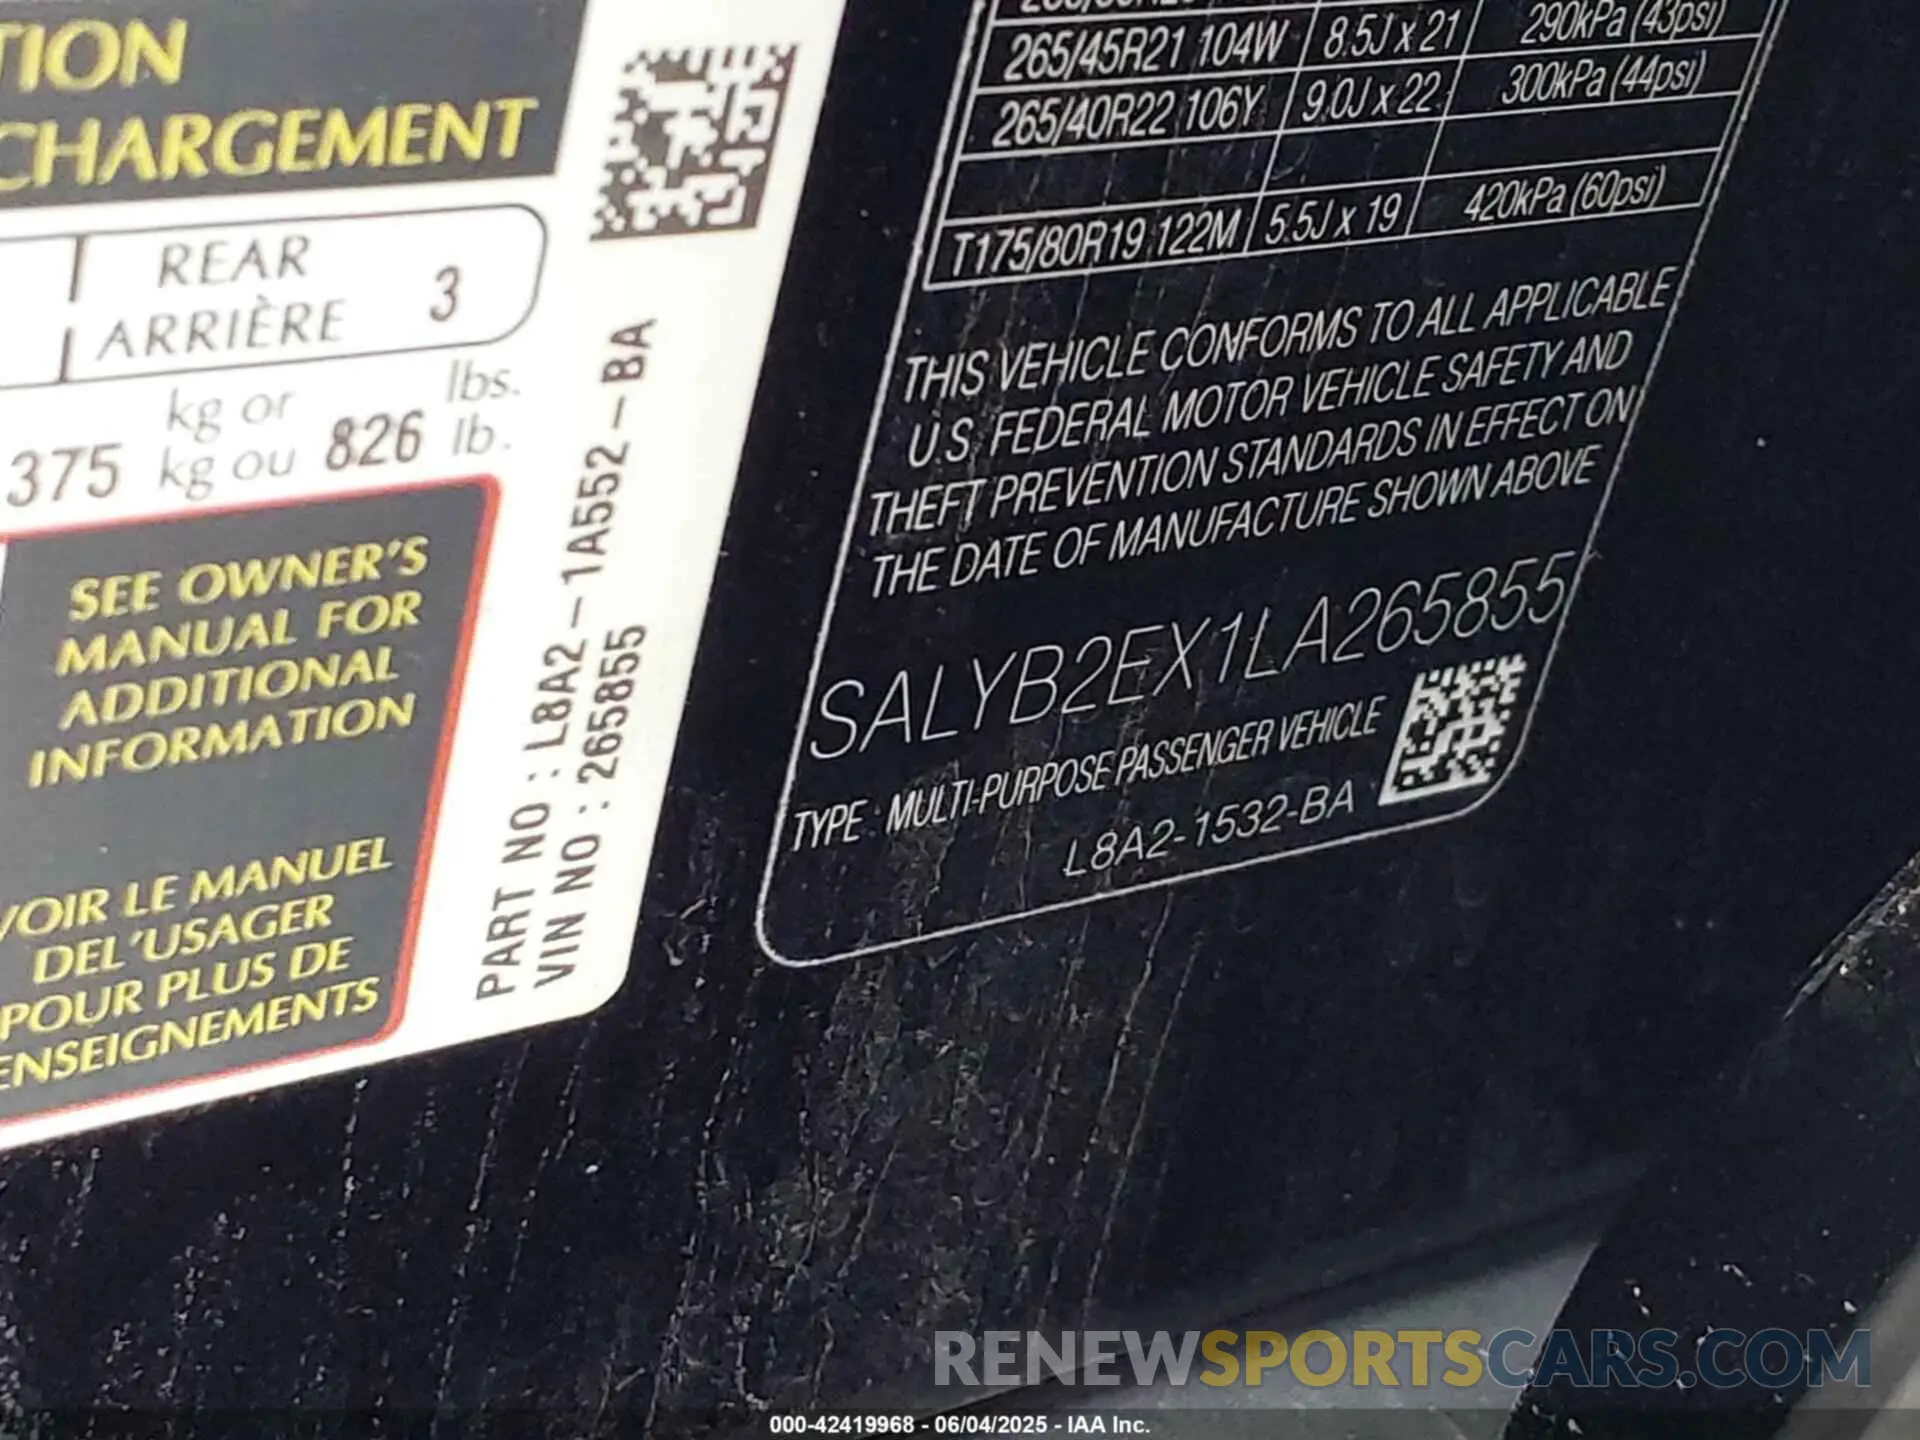 TION
CHARGEMENT
REAR
ARRIÈRE 3
kg or lbs.
375 kg ou 826 lb.
SEE OWNER'S
MANUAL FOR
ADDITIONAL
INFORMATION
VOIR LE MANUEL
DEL 'USAGER
POUR PLUS DE
ENSEIGNEMENTS
PART NO : L8A2-1A552-BA
VIN NO : 265855
265/45R21 104W 8.5J x 21 290kPa (43psi)
265/40R22 106Y 9.0J x 22 300kPa (44psi)
T175/80R19 122M 5.5J x 19 420kPa (60psi)
THIS VEHICLE CONFORMS TO ALL APPLICABLE
U.S. FEDERAL MOTOR VEHICLE SAFETY AND
THEFT PREVENTION STANDARDS IN EFFECT ON
THE DATE OF MANUFACTURE SHOWN ABOVE
SALYB2EX1LA265855
TYPE : MULTI-PURPOSE PASSENGER VEHICLE
L8A2-1532-BA
RENEWSPORTSCARS.COM
000-42419968 - 06/04/2025 - IAA Inc.